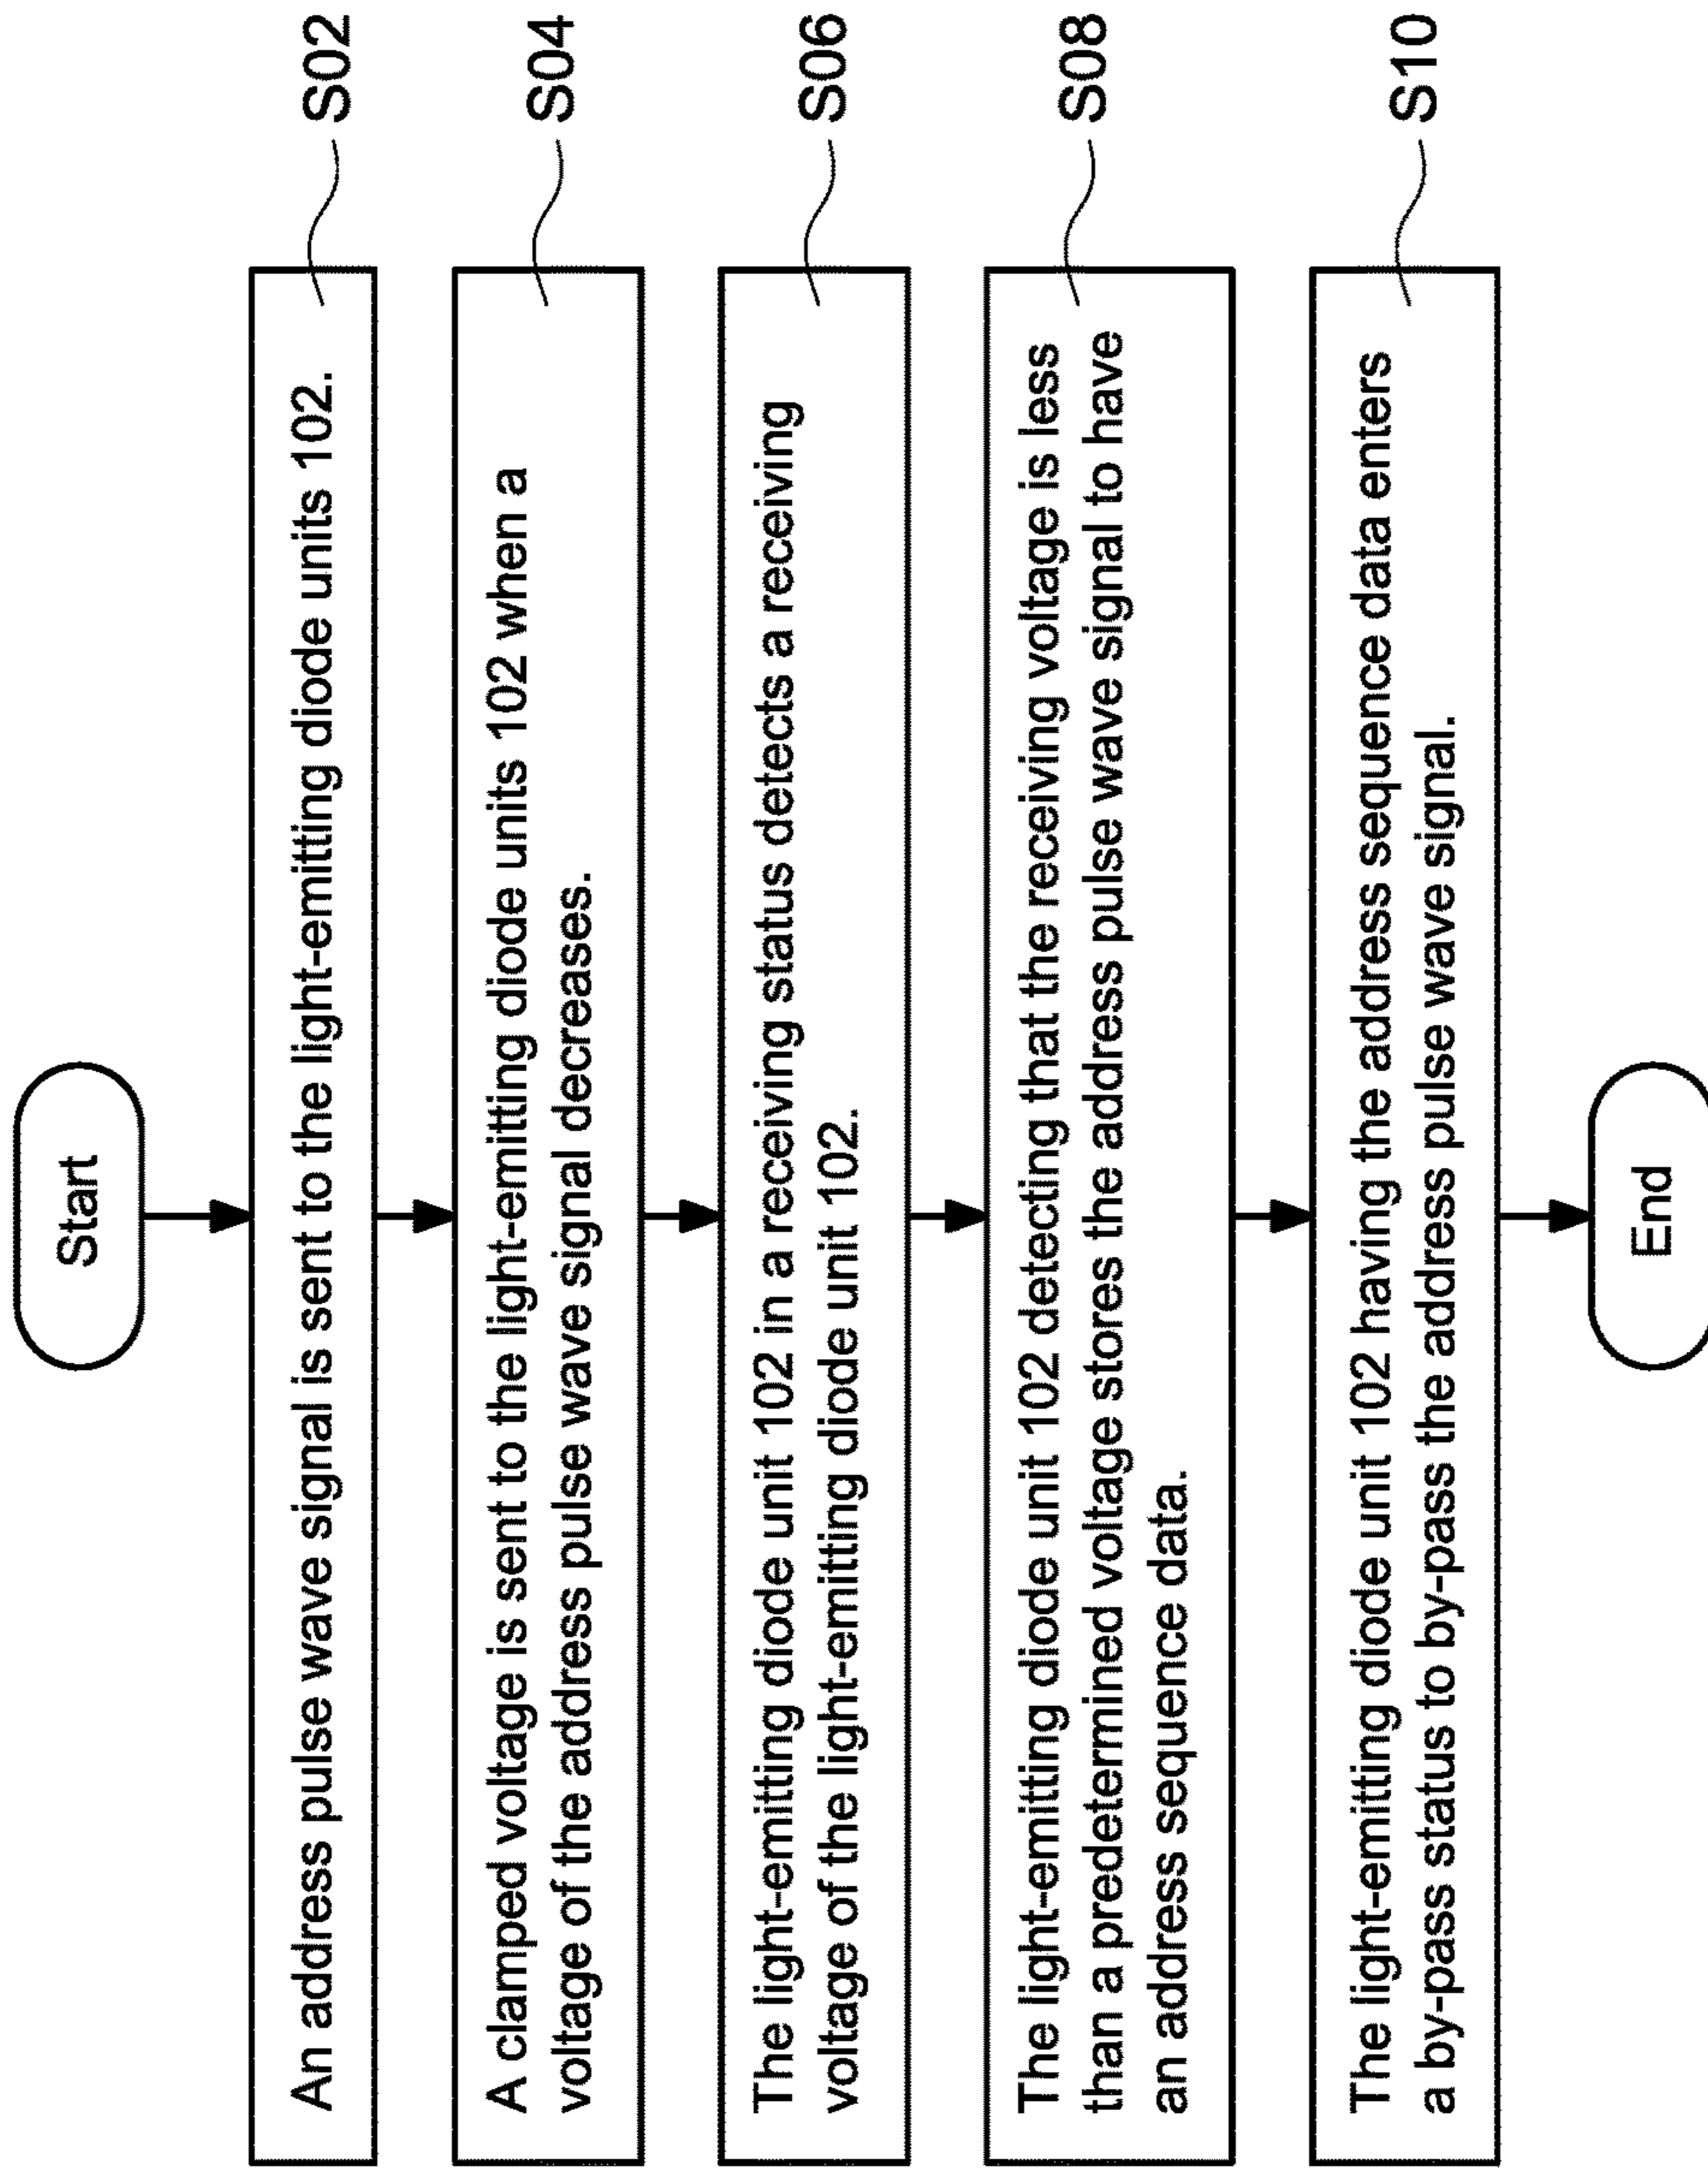 Start
An address pulse wave signal is sent to the light-emitting diode units 102.
S02
A clamped voltage is sent to the light-emitting diode units 102 when a
voltage of the address pulse wave signal decreases.
S04
The light-emitting diode unit 102 in a receiving status detects a receiving
voltage of the light-emitting diode unit 102.
S06
The light-emitting diode unit 102 detecting that the receiving voltage is less
than a predetermined voltage stores the address pulse wave signal to have
an address sequence data.
S08
The light-emitting diode unit 102 having the address sequence data enters
a by-pass status to by-pass the address pulse wave signal.
S10
End